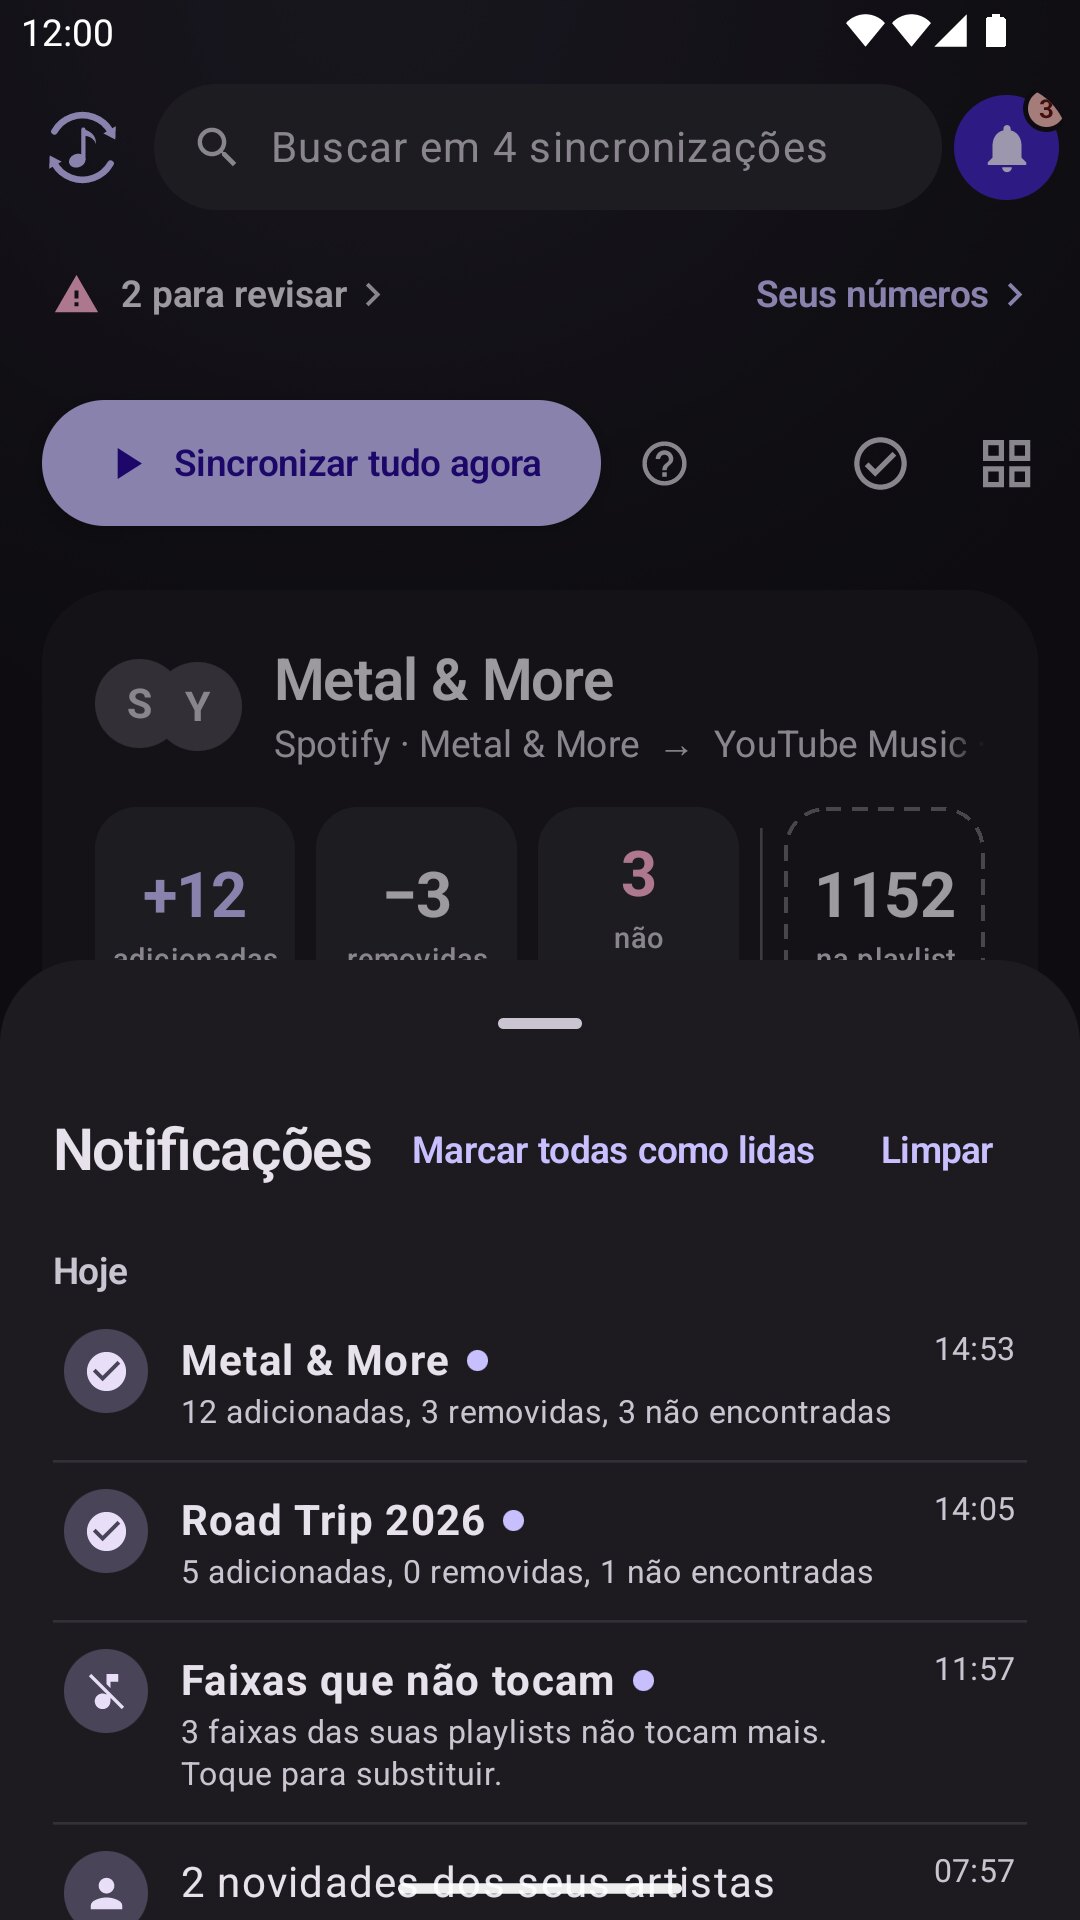 12:00
Buscar em 4 sincronizações
3
2 para revisar
Seus números
Sincronizar tudo agora
S Y
Metal & More
Spotify · Metal & More → YouTube Music ·
+12
adicionadas
−3
removidas
3
não
1152
na playlist
Notificações
Marcar todas como lidas
Limpar
Hoje
Metal & More
14:53
12 adicionadas, 3 removidas, 3 não encontradas
Road Trip 2026
14:05
5 adicionadas, 0 removidas, 1 não encontradas
Faixas que não tocam
11:57
3 faixas das suas playlists não tocam mais.
Toque para substituir.
2 novidades dos seus artistas
07:57